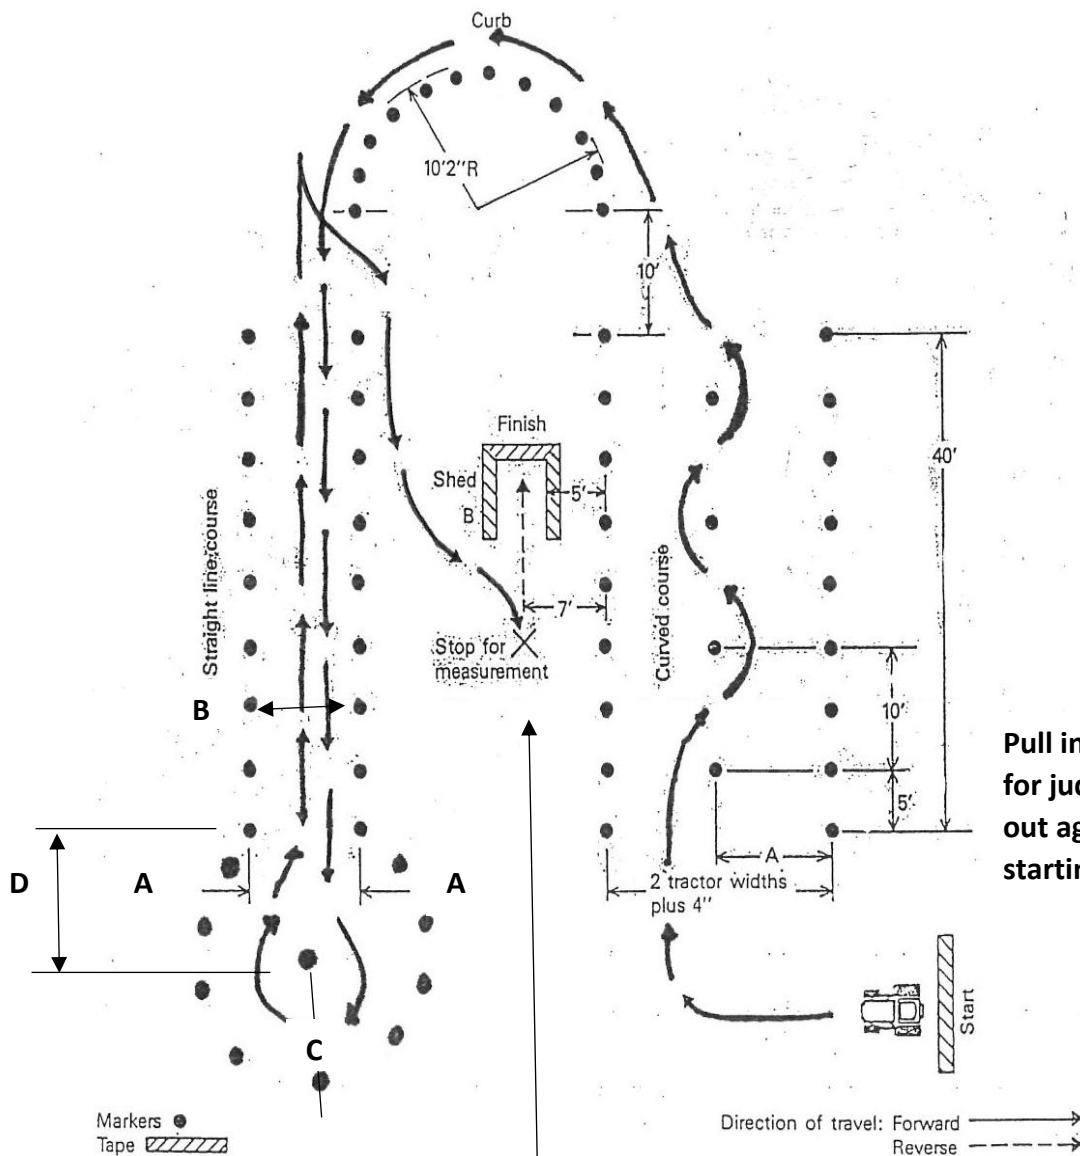 Curb
10'2"R
10'
Finish
Shed
B
5'
40'
Straight line course
Curved course
7'
Stop for
measurement
B
10'
Pull in
for jud
out ag
startin
5'
D
A
A
A
2 tractor widths
plus 4"
C
Start
Markers
Tape
Direction of travel: Forward
Reverse